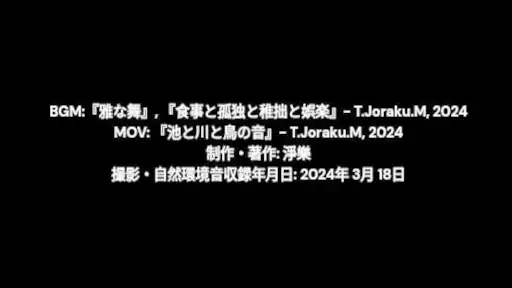 BGM:『雅な舞』,『食事と孤独と稚拙と娯楽』– T.Joraku.M, 2024
MOV: 『池と川と鳥の音』– T.Joraku.M, 2024
制作・著作: 淨樂
撮影・自然環境音収録年月日: 2024年 3月 18日